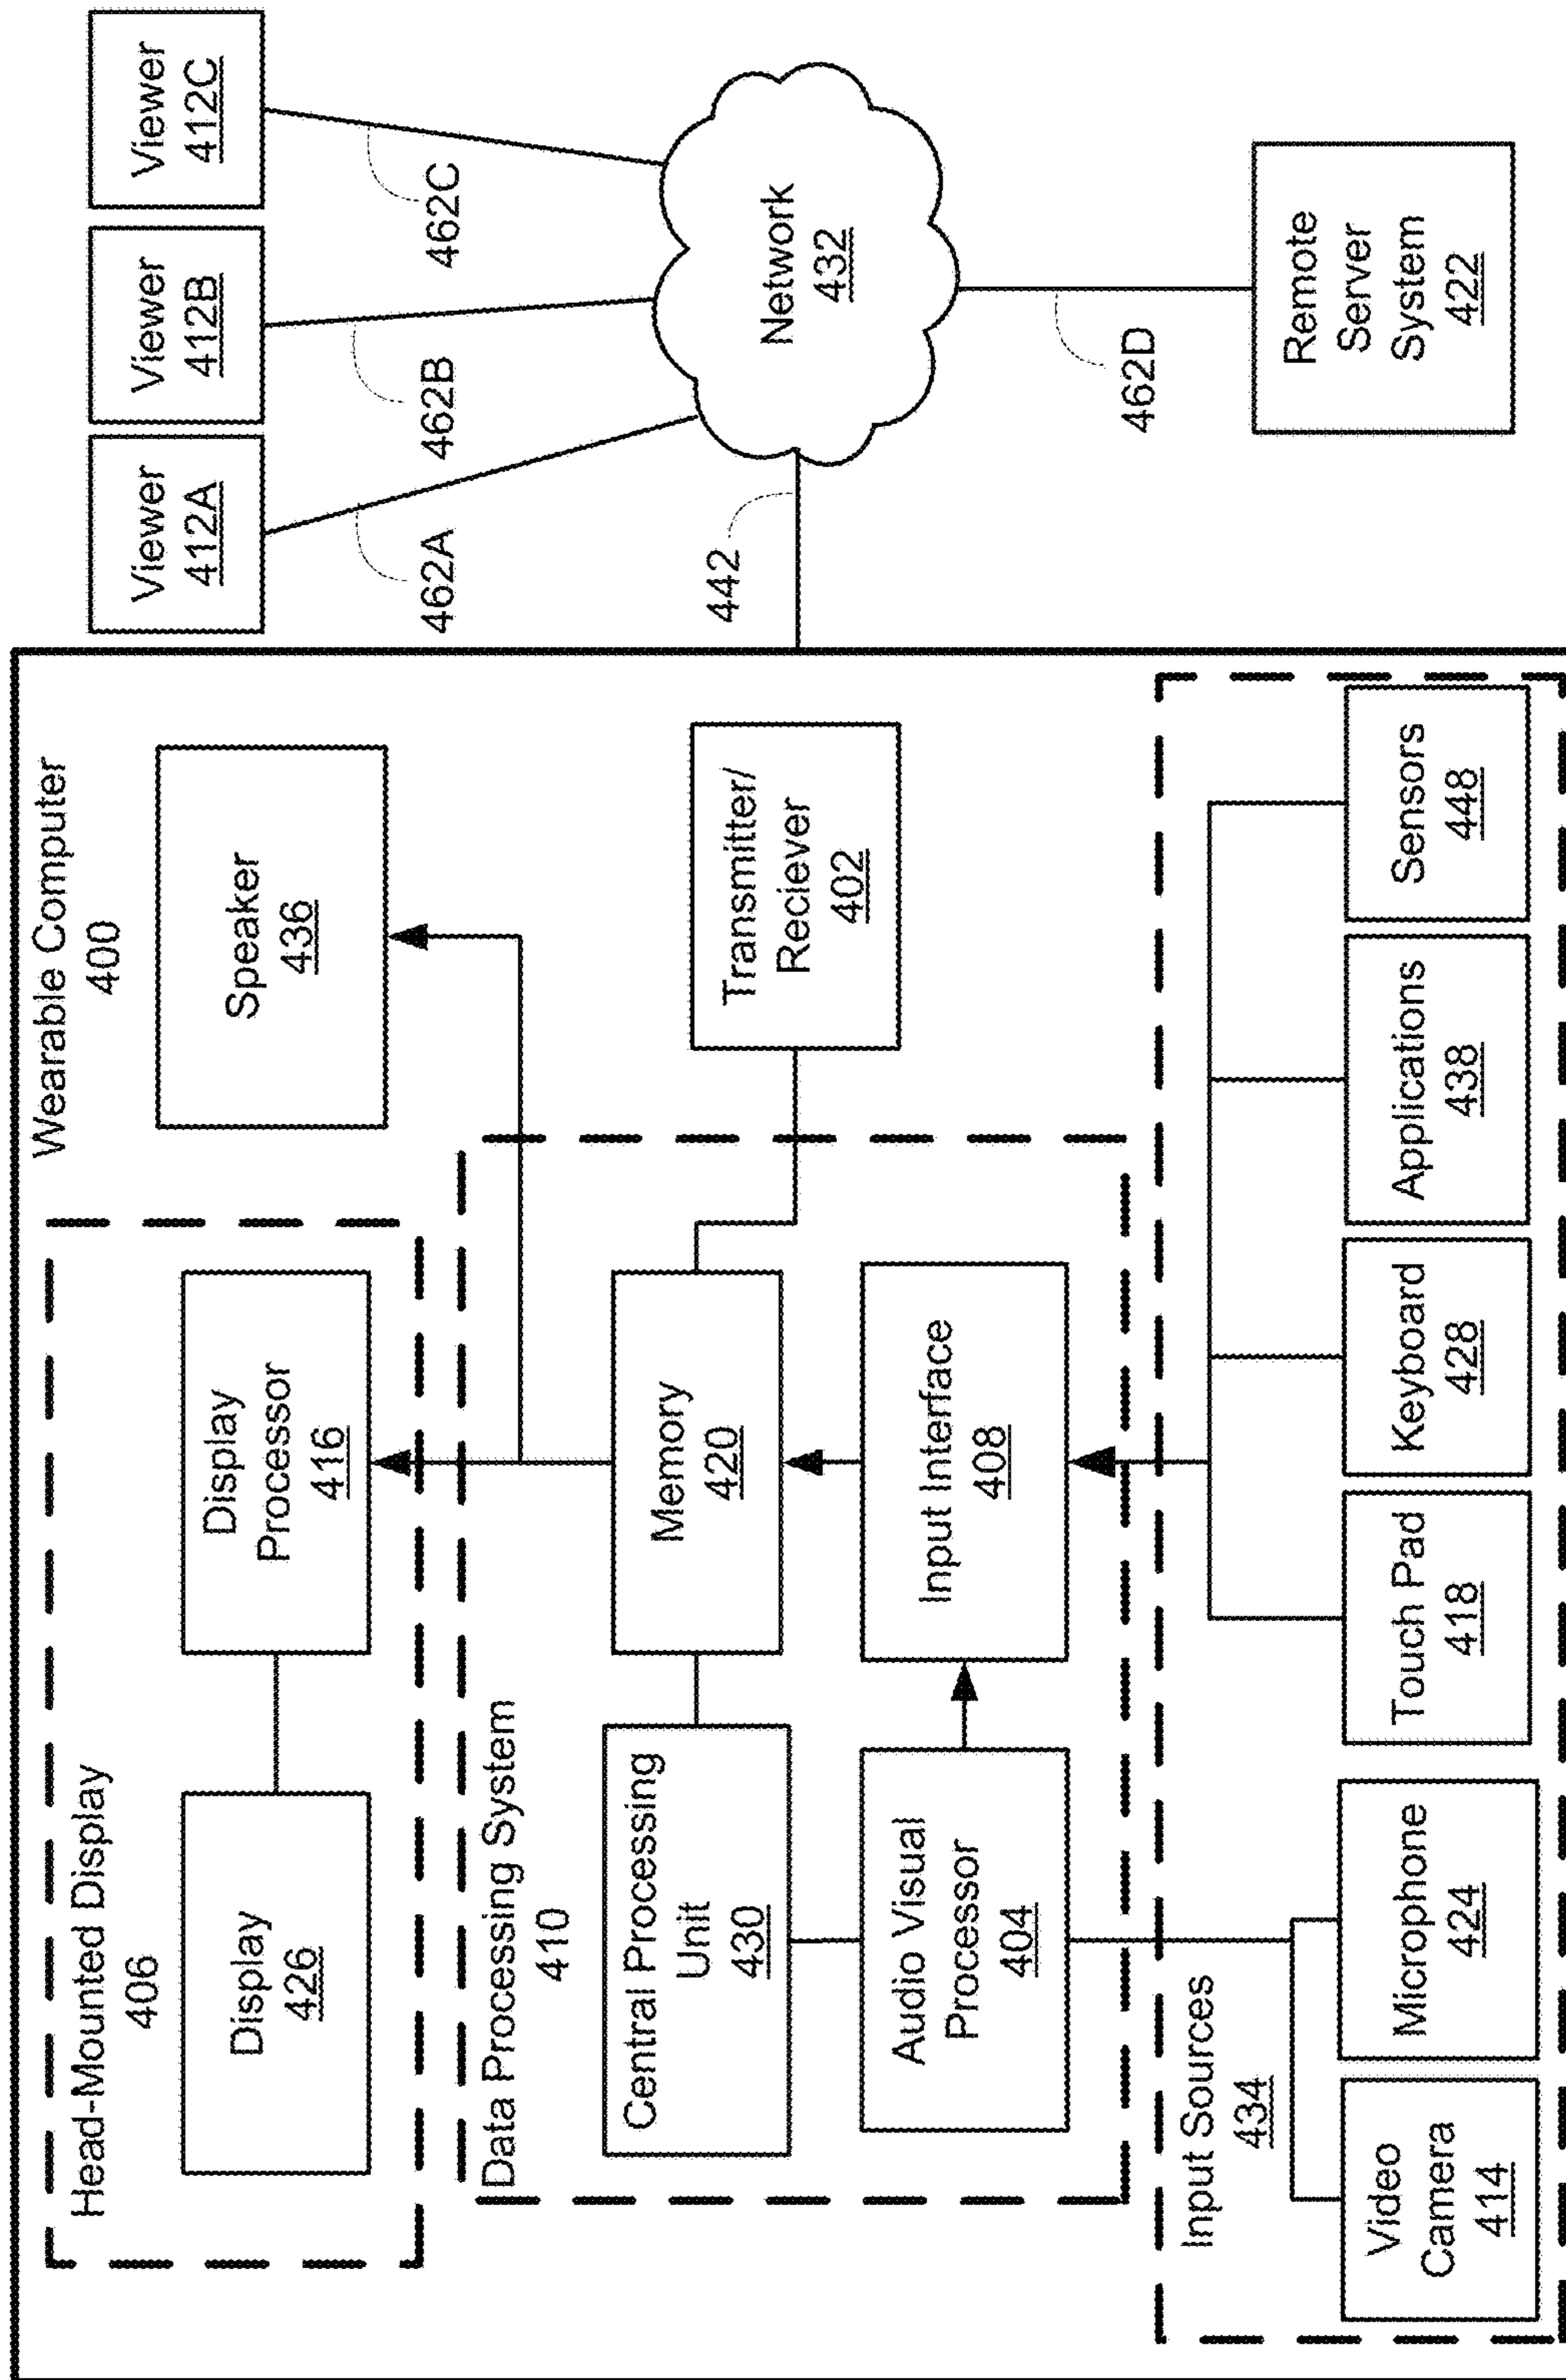 Wearable Computer
400
Head-Mounted Display
406
Display
426
Display
Processor
416
Speaker
436
Data Processing System
410
Central Processing
Unit
430
Memory
420
Transmitter/
Reciever
402
Audio Visual
Processor
404
Input Interface
408
Input Sources
434
Video
Camera
414
Microphone
424
Touch Pad
418
Keyboard
428
Applications
438
Sensors
448
Viewer
412A
Viewer
412B
Viewer
412C
462A
462B
462C
442
Network
432
462D
Remote
Server
System
422